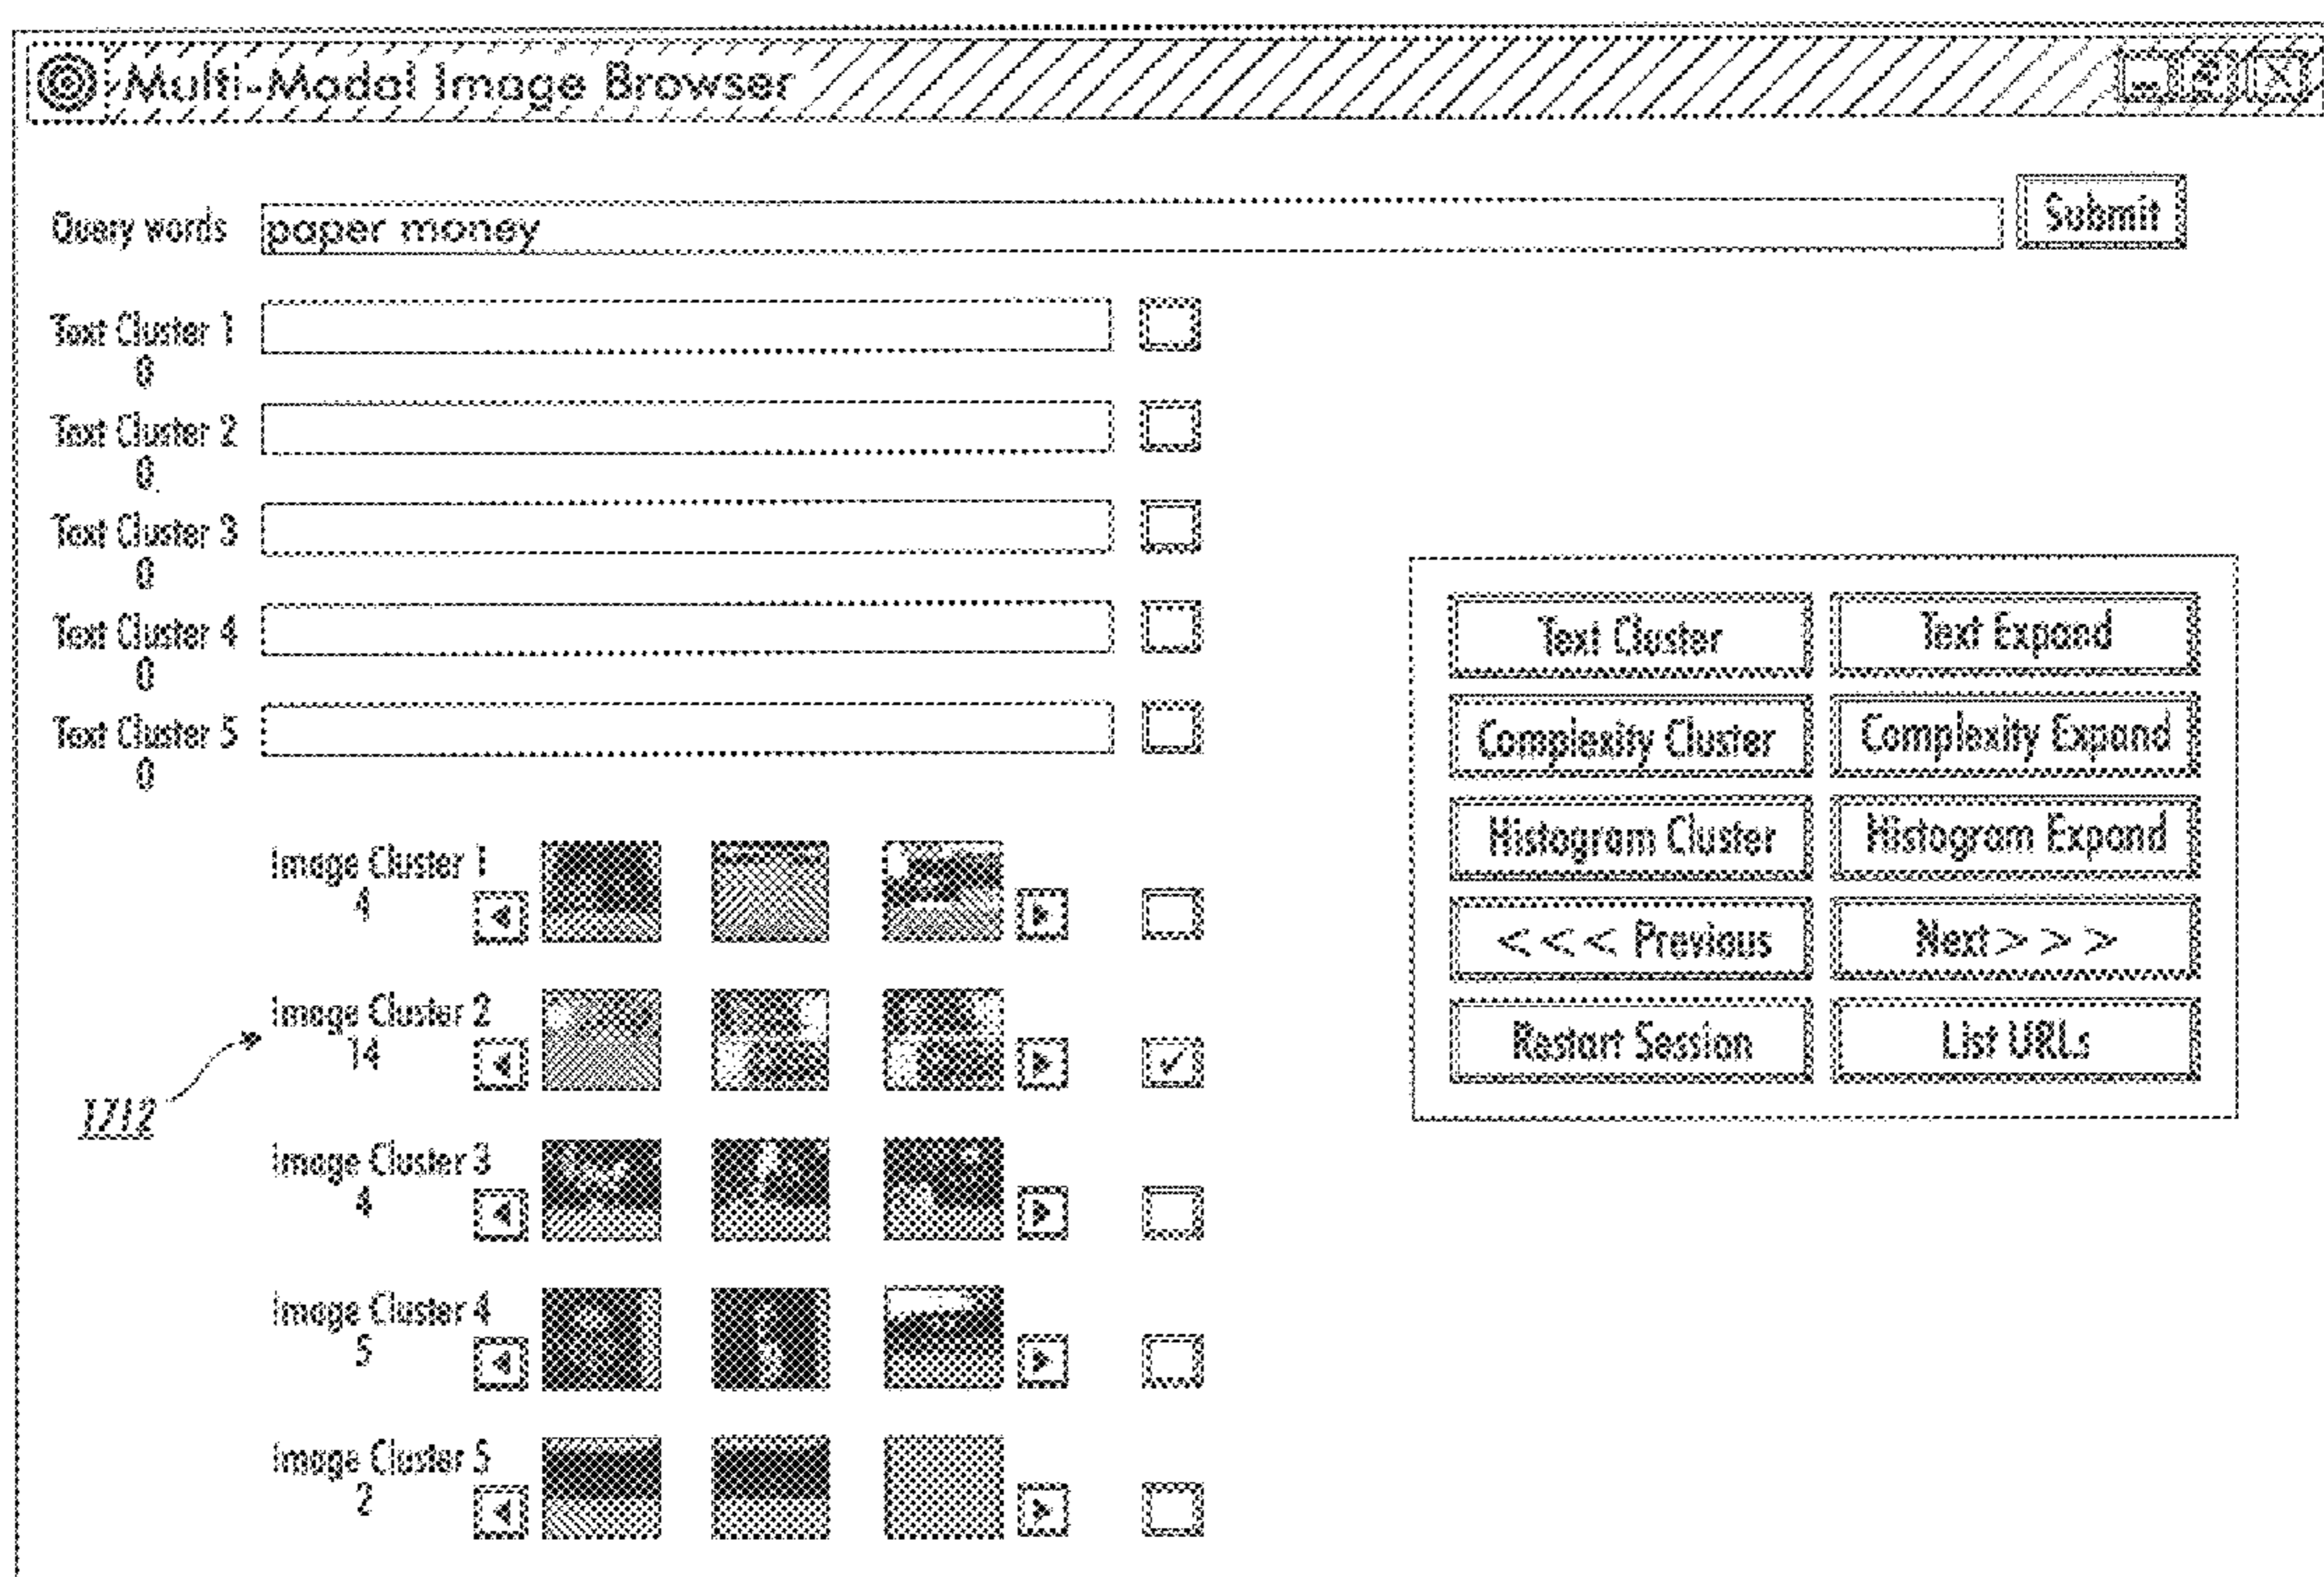 Multi-Modal Image Browser
Query words paper money Submit
Text Cluster 1
0
Text Cluster 2
0
Text Cluster 3
0
Text Cluster 4
0
Text Cluster 5
0
Text Cluster Text Expand
Complexity Cluster Complexity Expand
Histogram Cluster Histogram Expand
<<< Previous Next>>>
Restart Session List URLs
Image Cluster 1
4
Image Cluster 2
14
1712
Image Cluster 3
4
Image Cluster 4
5
Image Cluster 5
2